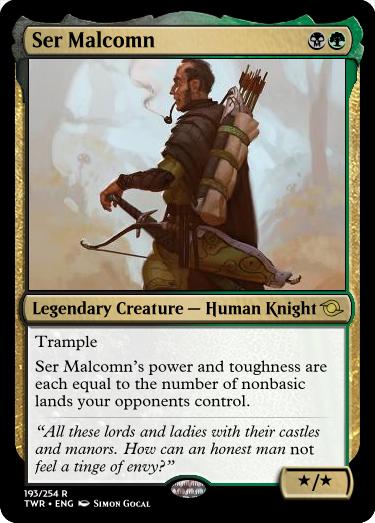 Ser Malcomn
Legendary Creature — Human Knight
Trample
Ser Malcomn's power and toughness are
each equal to the number of nonbasic
lands your opponents control.
"All these lords and ladies with their castles
and manors. How can an honest man not
feel a tinge of envy?"
*/*
193/254 R
TWR • ENG Simon Gocal